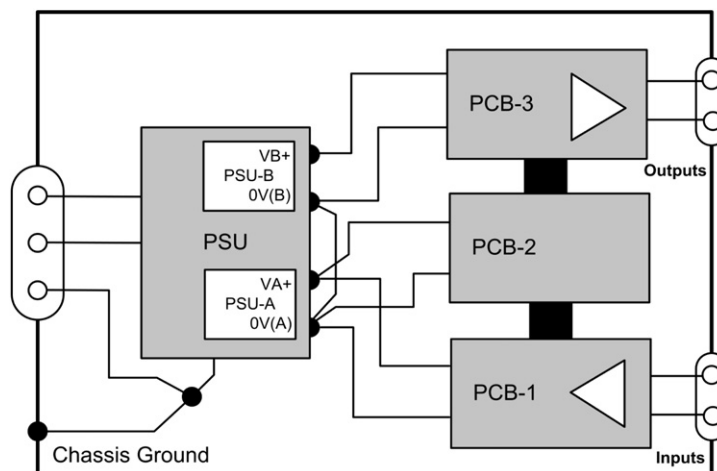 PCB-3
VB+
PSU-B
0V(B)
Outputs
PSU
PCB-2
VA+
PSU-A
0V(A)
PCB-1
Chassis Ground
Inputs